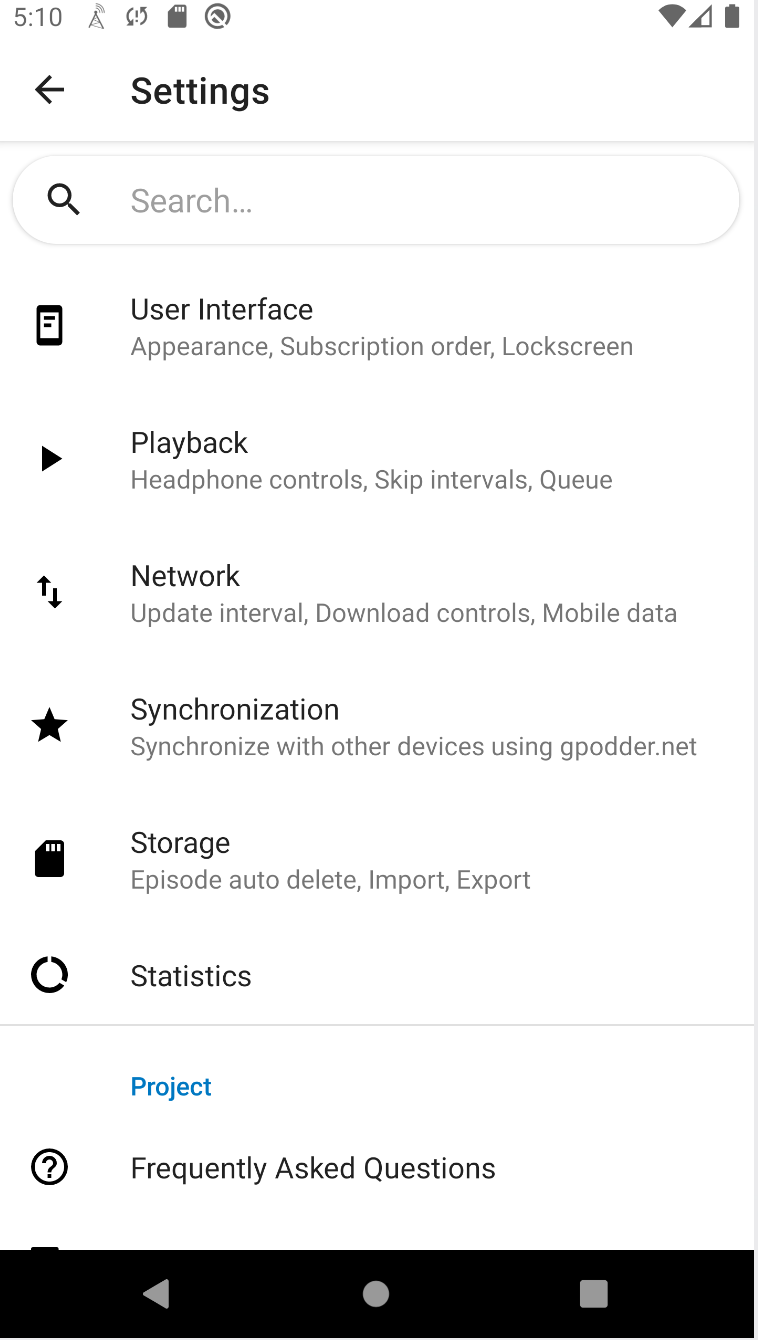 5:10
Settings
Search...
User Interface
Appearance, Subscription order, Lockscreen
Playback
Headphone controls, Skip intervals, Queue
Network
Update interval, Download controls, Mobile data
Synchronization
Synchronize with other devices using gpodder.net
Storage
Episode auto delete, Import, Export
Statistics
Project
Frequently Asked Questions